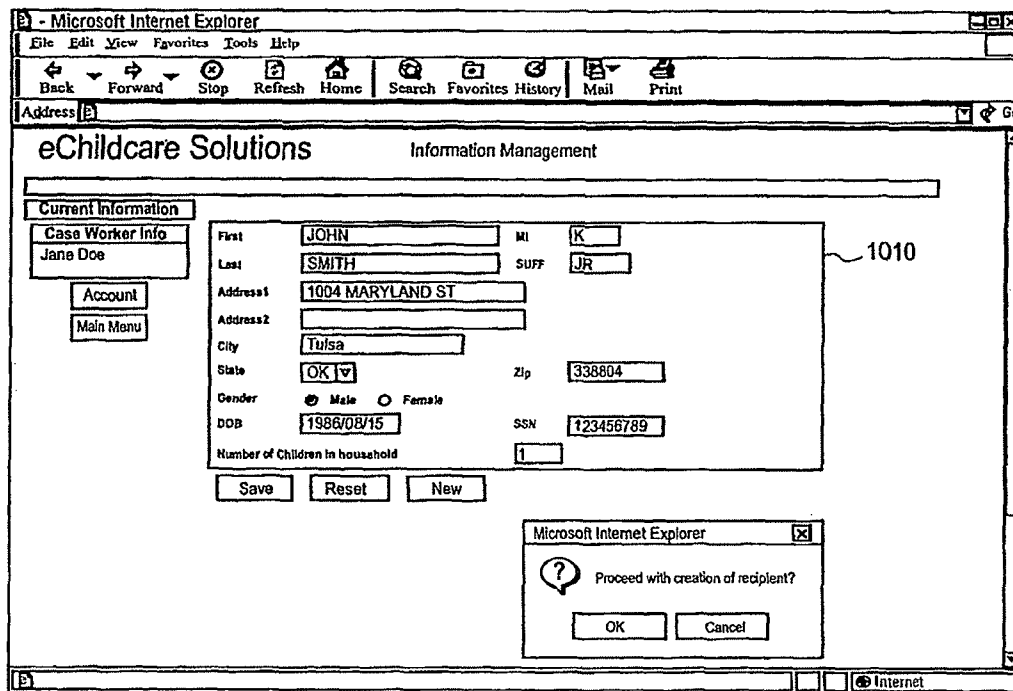 - Microsoft Internet Explorer
File Edit View Favorites Tools Help
Back Forward Stop Refresh Home Search Favorites History Mail Print
Address G
eChildcare Solutions Information Management
Current Information
Case Worker Info
Jane Doe
Account
Main Menu
First JOHN MI K
Last SMITH SUFF JR
1010
Address1 1004 MARYLAND ST
Address2
City Tulsa
State OK Zip 338804
Gender Male Female
DOB 1986/08/15 SSN 123456789
Number of Children in household 1
Save Reset New
Microsoft Internet Explorer
? Proceed with creation of recipient?
OK Cancel
Internet